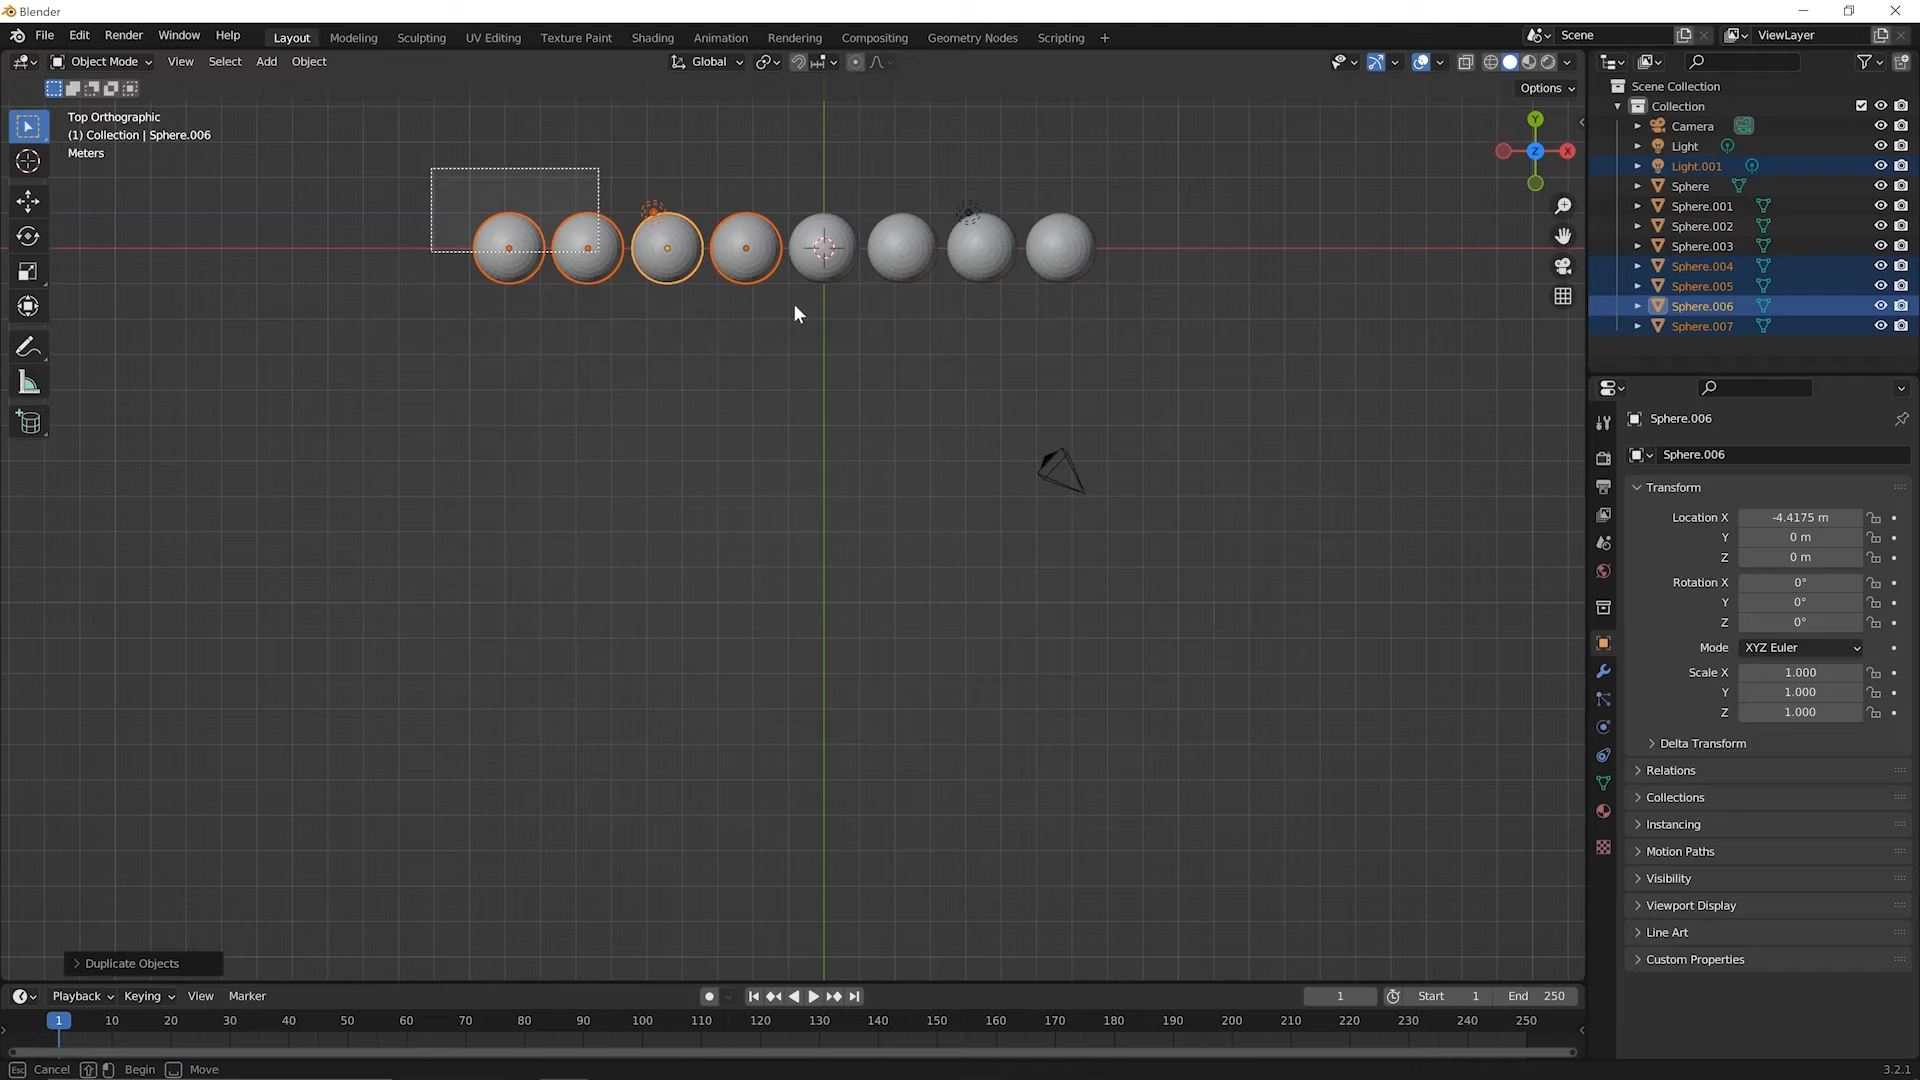 Blender
File Edit Render Window Help
Layout Modeling Sculpting UV Editing Texture Paint Shading Animation Rendering Compositing Geometry Nodes Scripting +
Scene
ViewLayer
Object Mode View Select Add Object
Global
Options
Top Orthographic
(1) Collection | Sphere.006
Meters
Y
Z
X
Scene Collection
Collection
Camera
Light
Light.001
Sphere
Sphere.001
Sphere.002
Sphere.003
Sphere.004
Sphere.005
Sphere.006
Sphere.007
Sphere.006
Sphere.006
Transform
Location X -4.4175 m
Y 0 m
Z 0 m
Rotation X 0°
Y 0°
Z 0°
Mode XYZ Euler
Scale X 1.000
Y 1.000
Z 1.000
Delta Transform
Relations
Collections
Instancing
Motion Paths
Visibility
Viewport Display
Line Art
Custom Properties
Duplicate Objects
Playback Keying View Marker
1 Start 1 End 250
1 10 20 30 40 50 60 70 80 90 100 110 120 130 140 150 160 170 180 190 200 210 220 230 240 250
Esc Cancel Begin Move
3.2.1